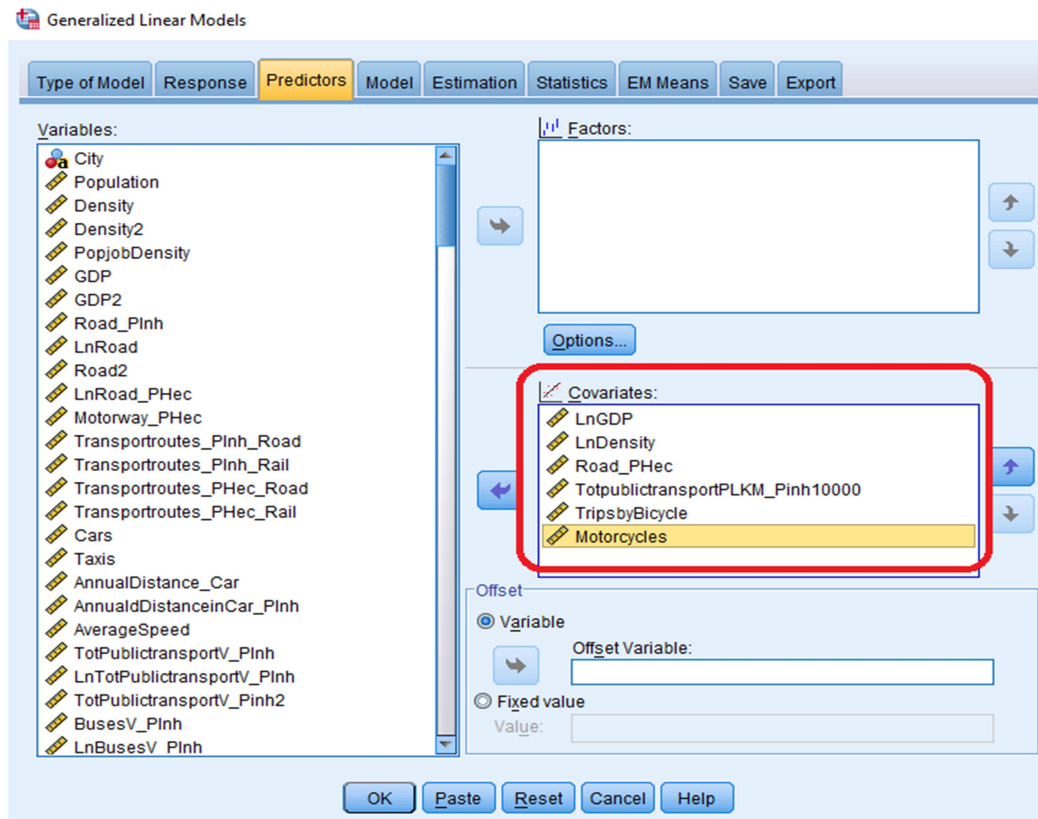 Generalized Linear Models
Type of Model Response Predictors Model Estimation Statistics EM Means Save Export
Variables:
City
Population
Density
Density2
PopjobDensity
GDP
GDP2
Road_PInh
LnRoad
Road2
LnRoad_PHec
Motorway_PHec
Transportroutes_PInh_Road
Transportroutes_PInh_Rail
Transportroutes_PHec_Road
Transportroutes_PHec_Rail
Cars
Taxis
AnnualDistance_Car
AnnualdDistanceinCar_PInh
AverageSpeed
TotPublictransportV_PInh
LnTotPublictransportV_PInh
TotPublictransportV_Pinh2
BusesV_PInh
LnBusesV_PInh
Factors:
Options...
Covariates:
LnGDP
LnDensity
Road_PHec
TotpublictransportPLKM_Pinh10000
TripsbyBicycle
Motorcycles
Offset
Variable
Offset Variable:
Fixed value
Value:
OK Paste Reset Cancel Help